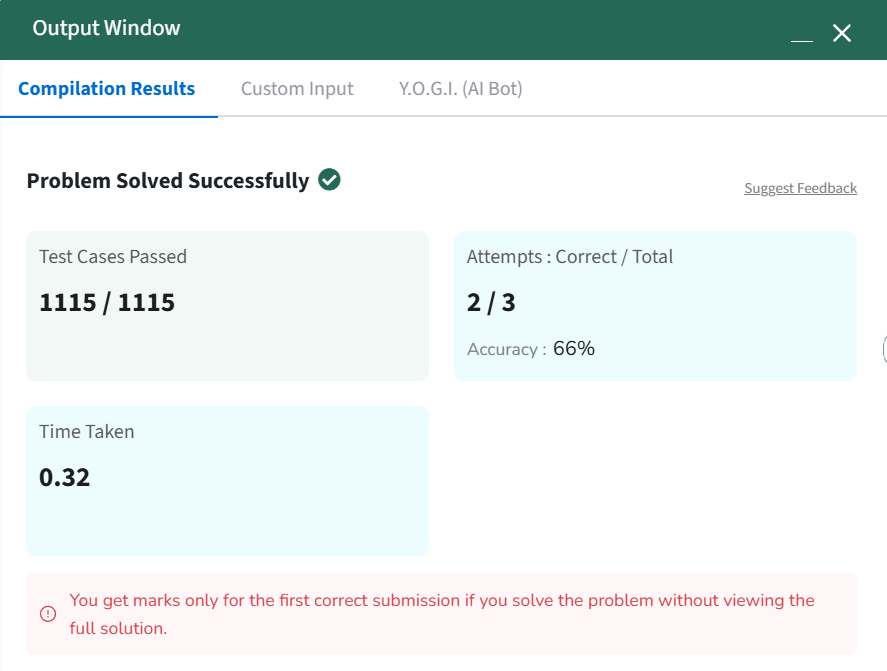 Output Window
Compilation Results
Custom Input
Y.O.G.I. (AI Bot)
Problem Solved Successfully
Suggest Feedback
Test Cases Passed
1115 / 1115
Attempts : Correct / Total
2 / 3
Accuracy : 66%
Time Taken
0.32
You get marks only for the first correct submission if you solve the problem without viewing the
full solution.